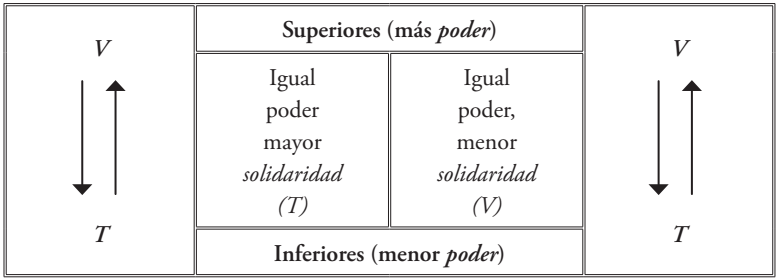 V
T
Superiores (más poder)
Igual
poder
mayor
solidaridad
(T)
Igual
poder,
menor
solidaridad
(V)
Inferiores (menor poder)
V
T